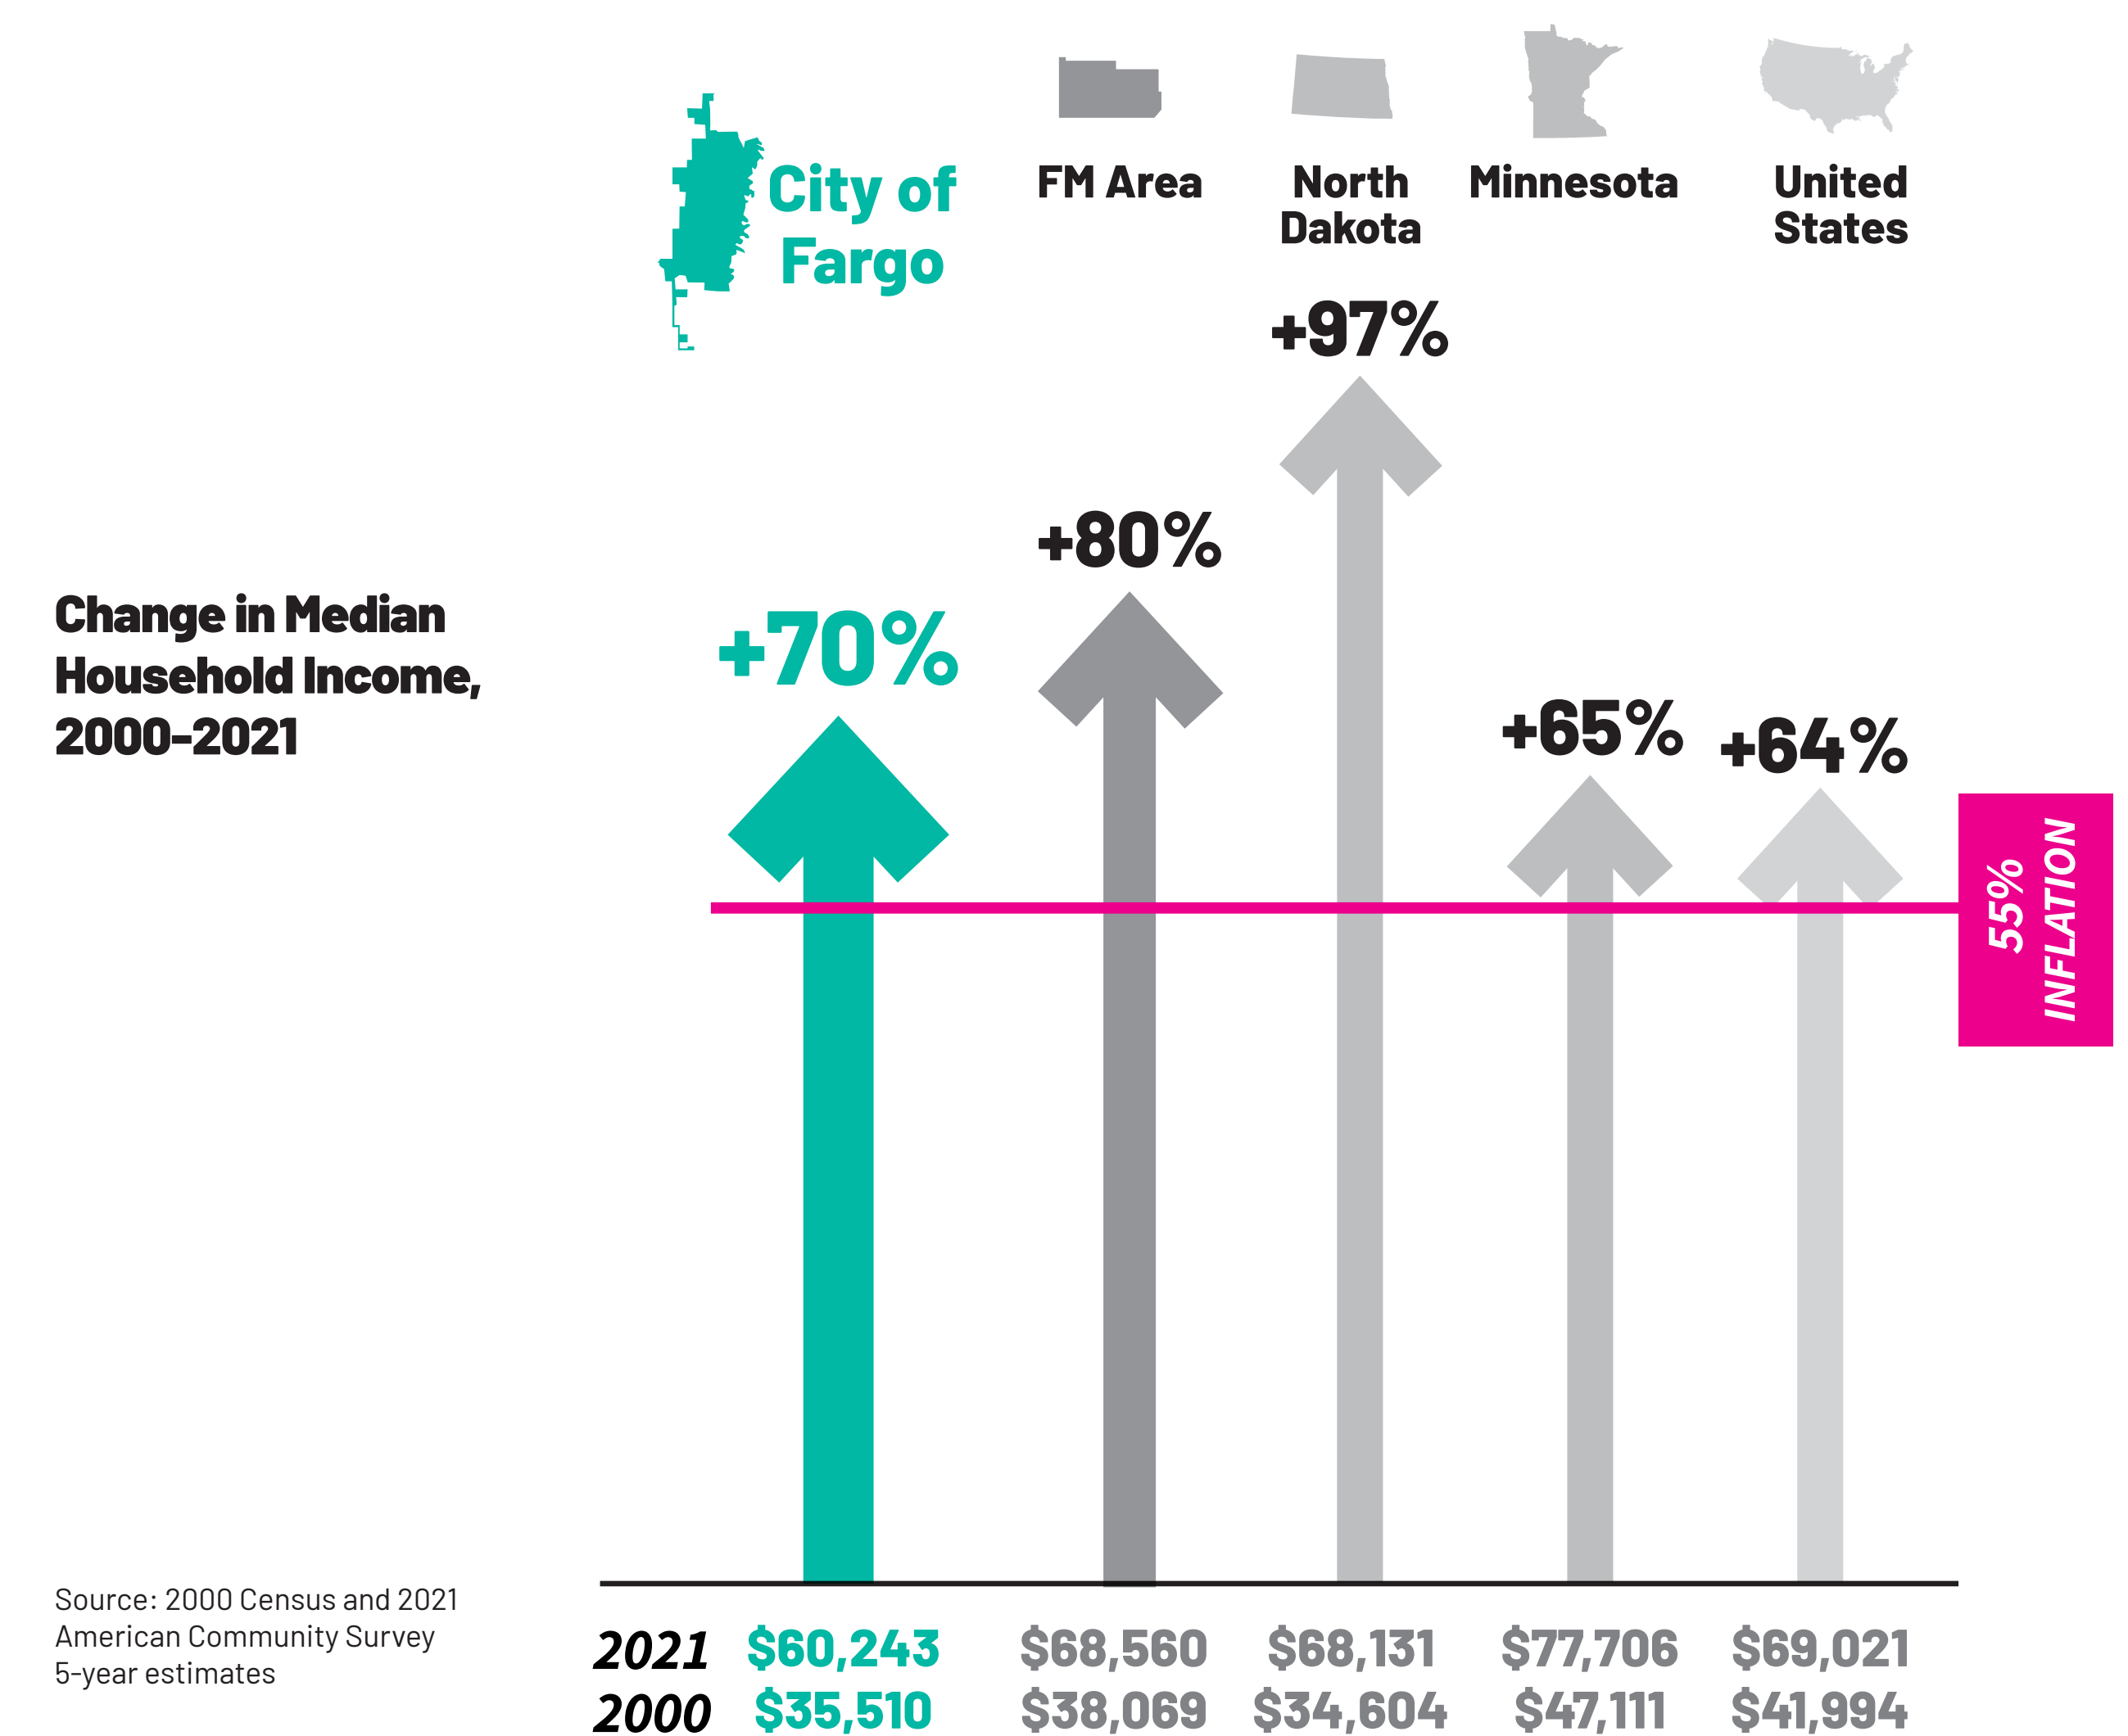 City of
Fargo
FM Area
North
Dakota
Minnesota
United
States
+97%
+80%
+70%
+65%
+64%
Change in Median
Household Income,
2000-2021
55%
INFLATION
Source: 2000 Census and 2021
American Community Survey
5-year estimates
2021 $60,243 $68,560 $68,131 $77,706 $69,021
2000 $35,510 $38,069 $34,604 $47,111 $41,994